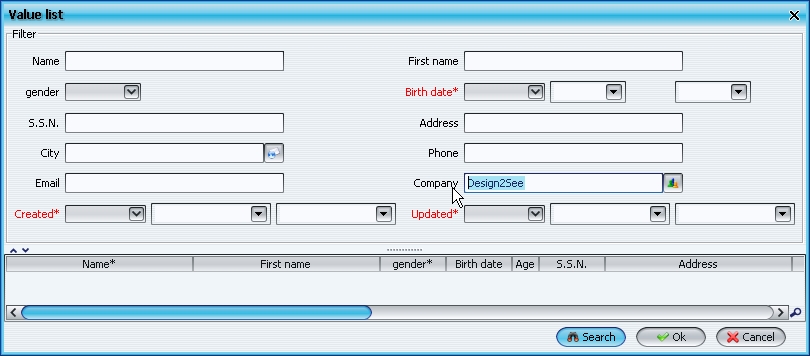 Value list
Filter
Name First name
gender Birth date*
S.S.N. Address
City Phone
Email Company Design2See
Created* Updated*
Name* First name gender* Birth date Age S.S.N. Address
Search Ok Cancel